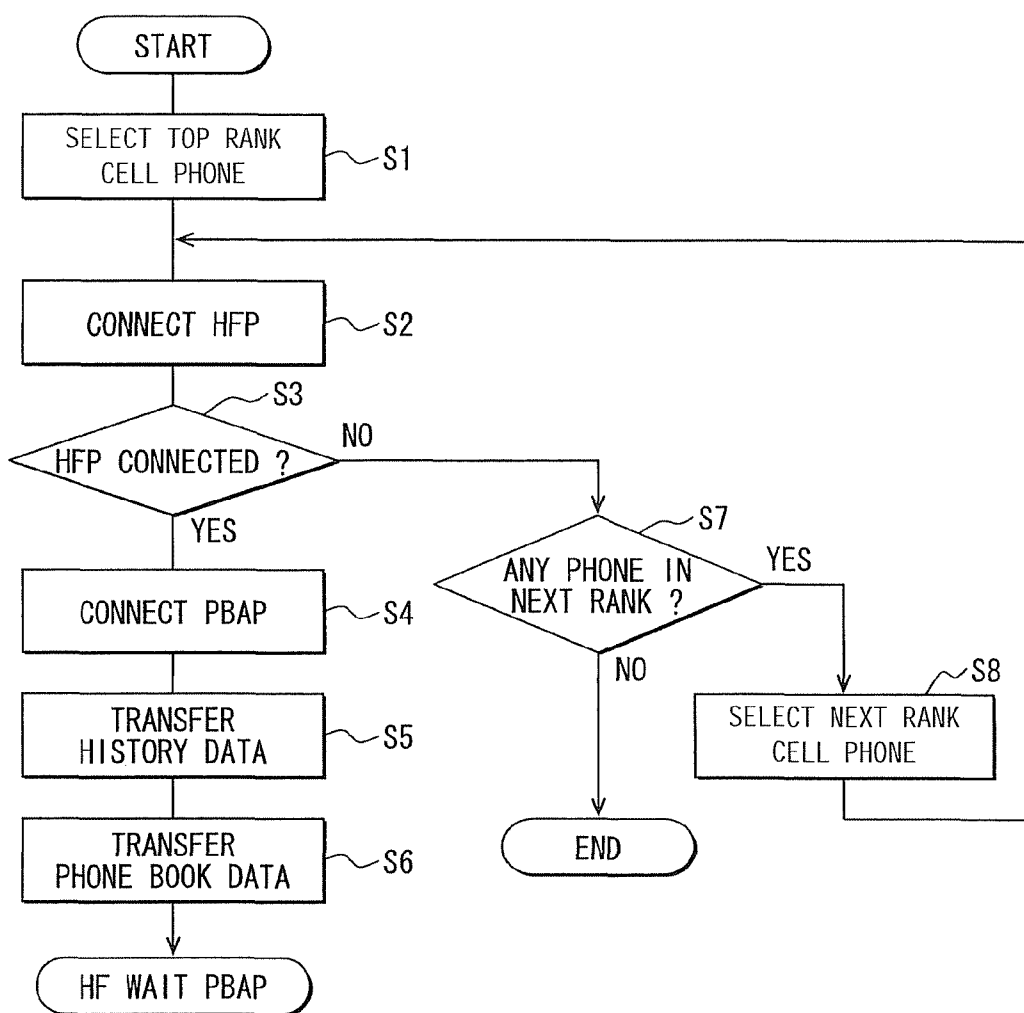 START
SELECT TOP RANK
CELL PHONE
S1
CONNECT HFP
S2
S3
HFP CONNECTED ?
NO
YES
CONNECT PBAP
S4
TRANSFER
HISTORY DATA
S5
TRANSFER
PHONE BOOK DATA
S6
HF WAIT PBAP
S7
ANY PHONE IN
NEXT RANK ?
YES
NO
END
S8
SELECT NEXT RANK
CELL PHONE